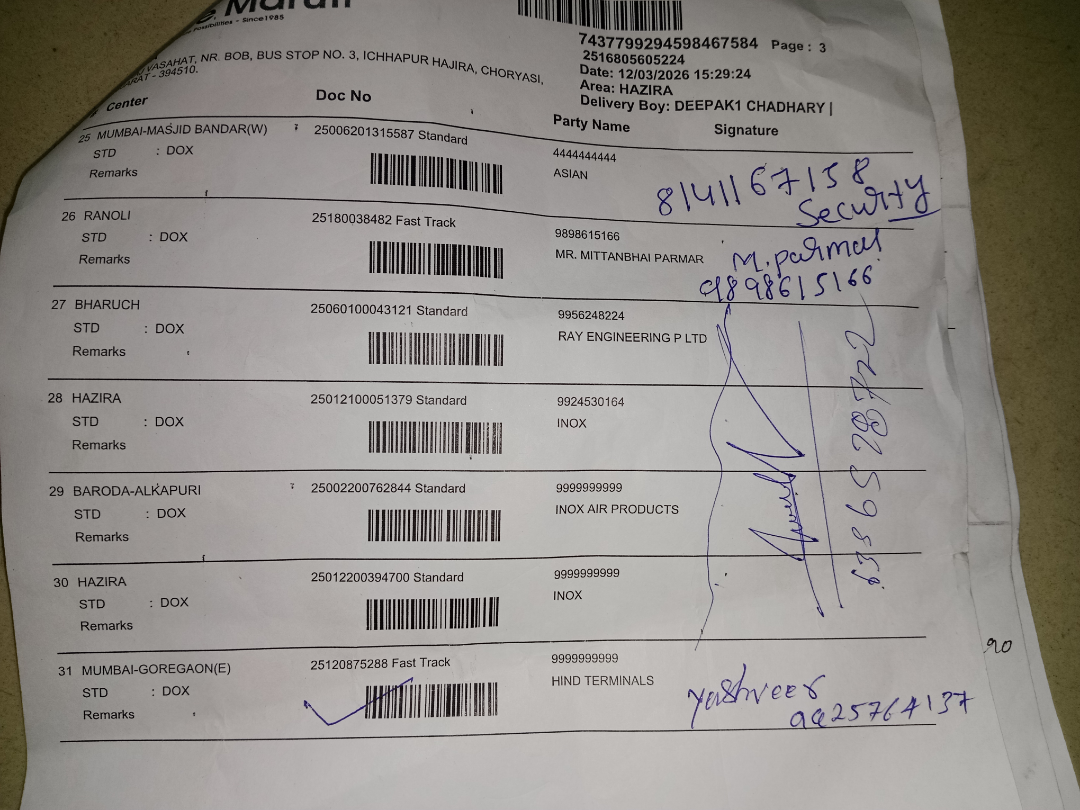 Possibilities - Since1985
VASAHAT, NR. BOB, BUS STOP NO. 3, ICHHAPUR HAJIRA, CHORYASI,
- 394510.
7437799294598467584 Page : 3
2516805605224
Date: 12/03/2026 15:29:24
Area: HAZIRA
Delivery Boy: DEEPAK1 CHADHARY |
Center Doc No Party Name Signature
25 MUMBAI-MASJID BANDAR(W) 25006201315587 Standard 4444444444
STD : DOX ASIAN 8141167158
Remarks Security
26 RANOLI 25180038482 Fast Track 9898615166
STD : DOX MR. MITTANBHAI PARMAR M. parmar
Remarks 9898615166
27 BHARUCH 25060100043121 Standard 9956248224
STD : DOX RAY ENGINEERING P LTD
Remarks
28 HAZIRA 25012100051379 Standard 9924530164
STD : DOX INOX
Remarks
29 BARODA-ALKAPURI 25002200762844 Standard 9999999999
STD : DOX INOX AIR PRODUCTS
Remarks
30 HAZIRA 25012200394700 Standard 9999999999
STD : DOX INOX
Remarks
31 MUMBAI-GOREGAON(E) 25120875288 Fast Track 9999999999
STD : DOX HIND TERMINALS yashveer
Remarks 9925764137